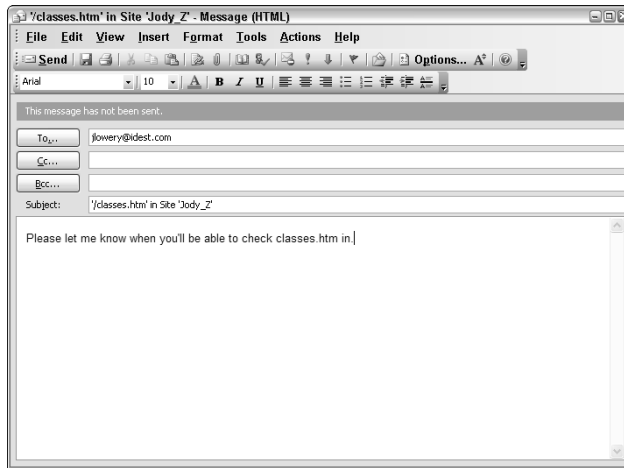 '/classes.htm' in Site 'Jody_Z' - Message (HTML)
File Edit View Insert Format Tools Actions Help
Send Options...
Arial 10 A B I U
This message has not been sent.
To... jlowery@idest.com
Cc...
Bcc...
Subject: '/classes.htm' in Site 'Jody_Z'
Please let me know when you'll be able to check classes.htm in.